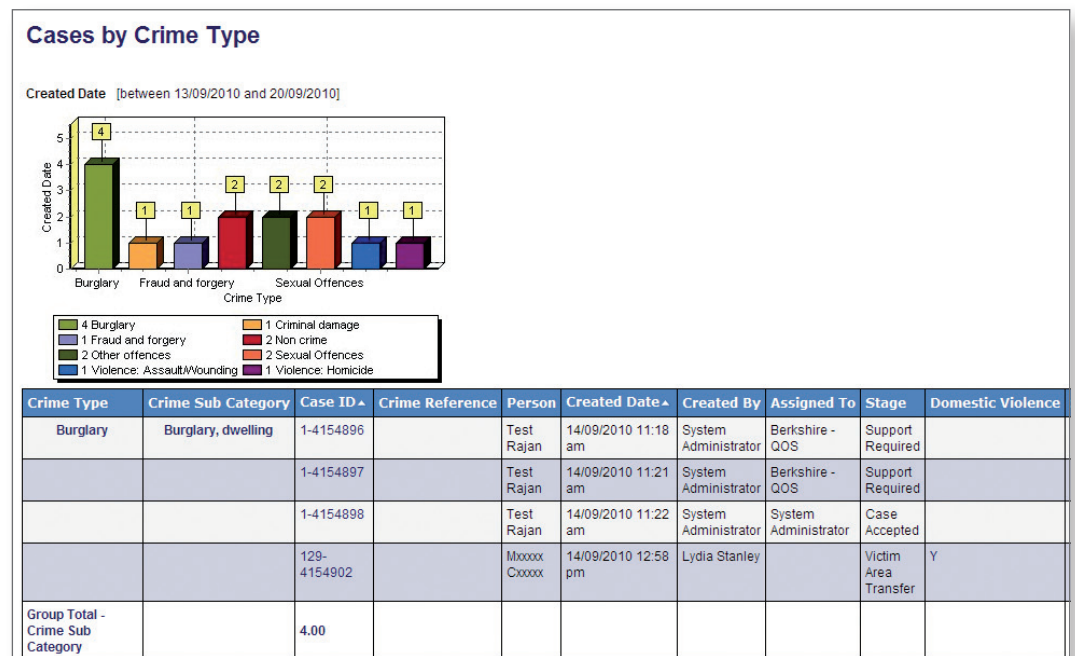 Cases by Crime Type
Created Date [between 13/09/2010 and 20/09/2010]
Created Date
5
4
3
2
1
0
4
1
1
2
2
2
1
1
Burglary Fraud and forgery Sexual Offences
Crime Type
4 Burglary 1 Criminal damage
1 Fraud and forgery 2 Non crime
2 Other offences 2 Sexual Offences
1 Violence: Assault/Wounding 1 Violence: Homicide
Crime Type Crime Sub Category Case ID▲ Crime Reference Person Created Date▲ Created By Assigned To Stage Domestic Violence
Burglary Burglary, dwelling 1-4154896 Test 14/09/2010 11:18 System Berkshire - Support
Rajan am Administrator QOS Required
1-4154897 Test 14/09/2010 11:21 System Berkshire - Support
Rajan am Administrator QOS Required
1-4154898 Test 14/09/2010 11:22 System System Case
Rajan am Administrator Administrator Accepted
129- Mxxxxx 14/09/2010 12:58 Lydia Stanley Victim Y
4154902 Cxxxxx pm Area
Transfer
Group Total -
Crime Sub 4.00
Category